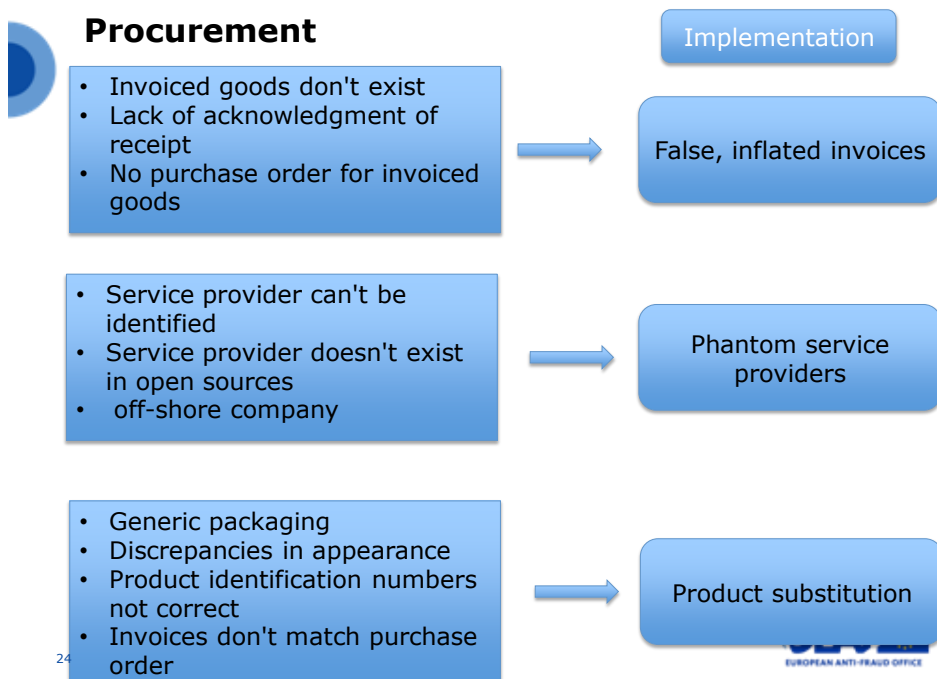 Procurement
Implementation
• Invoiced goods don't exist
• Lack of acknowledgment of
receipt
• No purchase order for invoiced
goods
False, inflated invoices
• Service provider can't be
identified
• Service provider doesn't exist
in open sources
• off-shore company
Phantom service
providers
• Generic packaging
• Discrepancies in appearance
• Product identification numbers
not correct
• Invoices don't match purchase
order
Product substitution
24
EUROPEAN ANTI-FRAUD OFFICE